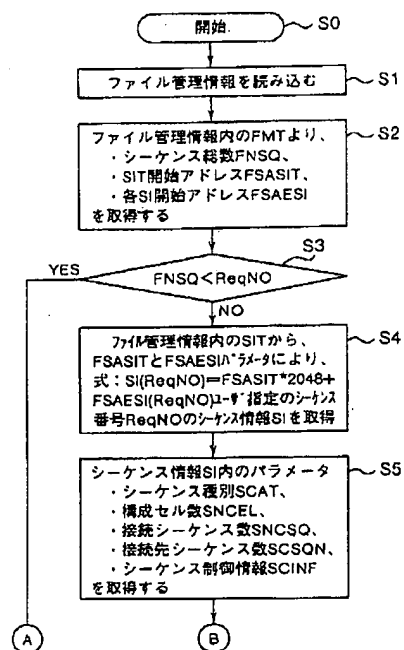 開始.
S0
ファイル管理情報を読み込む
S1
ファイル管理情報内のFMTより、
・シーケンス総数FNSQ、
・SIT開始アドレスFSASIT、
・各SI開始アドレスFSAESI
を取得する
S2
S3
YES
FNSQ<ReqNO
NO
ファイル管理情報内のSITから、
FSASITとFSAESIパラメータにより、
式：SI(ReqNO)=FSASIT*2048+
FSAESI(ReqNO)ユーザ指定のシーケンス
番号ReqNOのシーケンス情報SIを取得
S4
シーケンス情報SI内のパラメータ
・シーケンス種別SCAT、
・構成セル数SNCEL、
・接続シーケンス数SNCSQ、
・接続先シーケンス数SCSQN、
・シーケンス制御情報SCINF
を取得する
S5
A
B